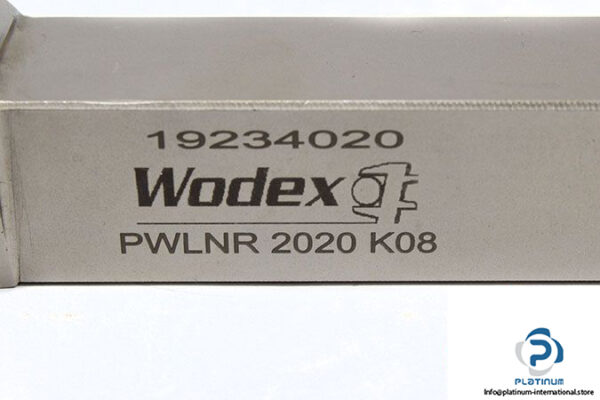 19234020
Wodex
PWLNR 2020 K08
PLATINUM
Info@platinum-international.store